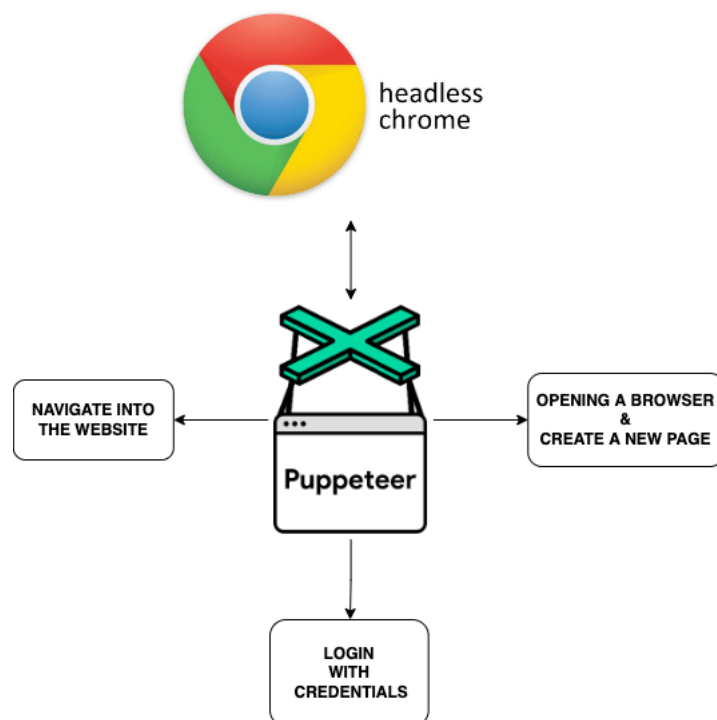 headless
chrome
NAVIGATE INTO
THE WEBSITE
Puppeteer
OPENING A BROWSER
&
CREATE A NEW PAGE
LOGIN
WITH
CREDENTIALS